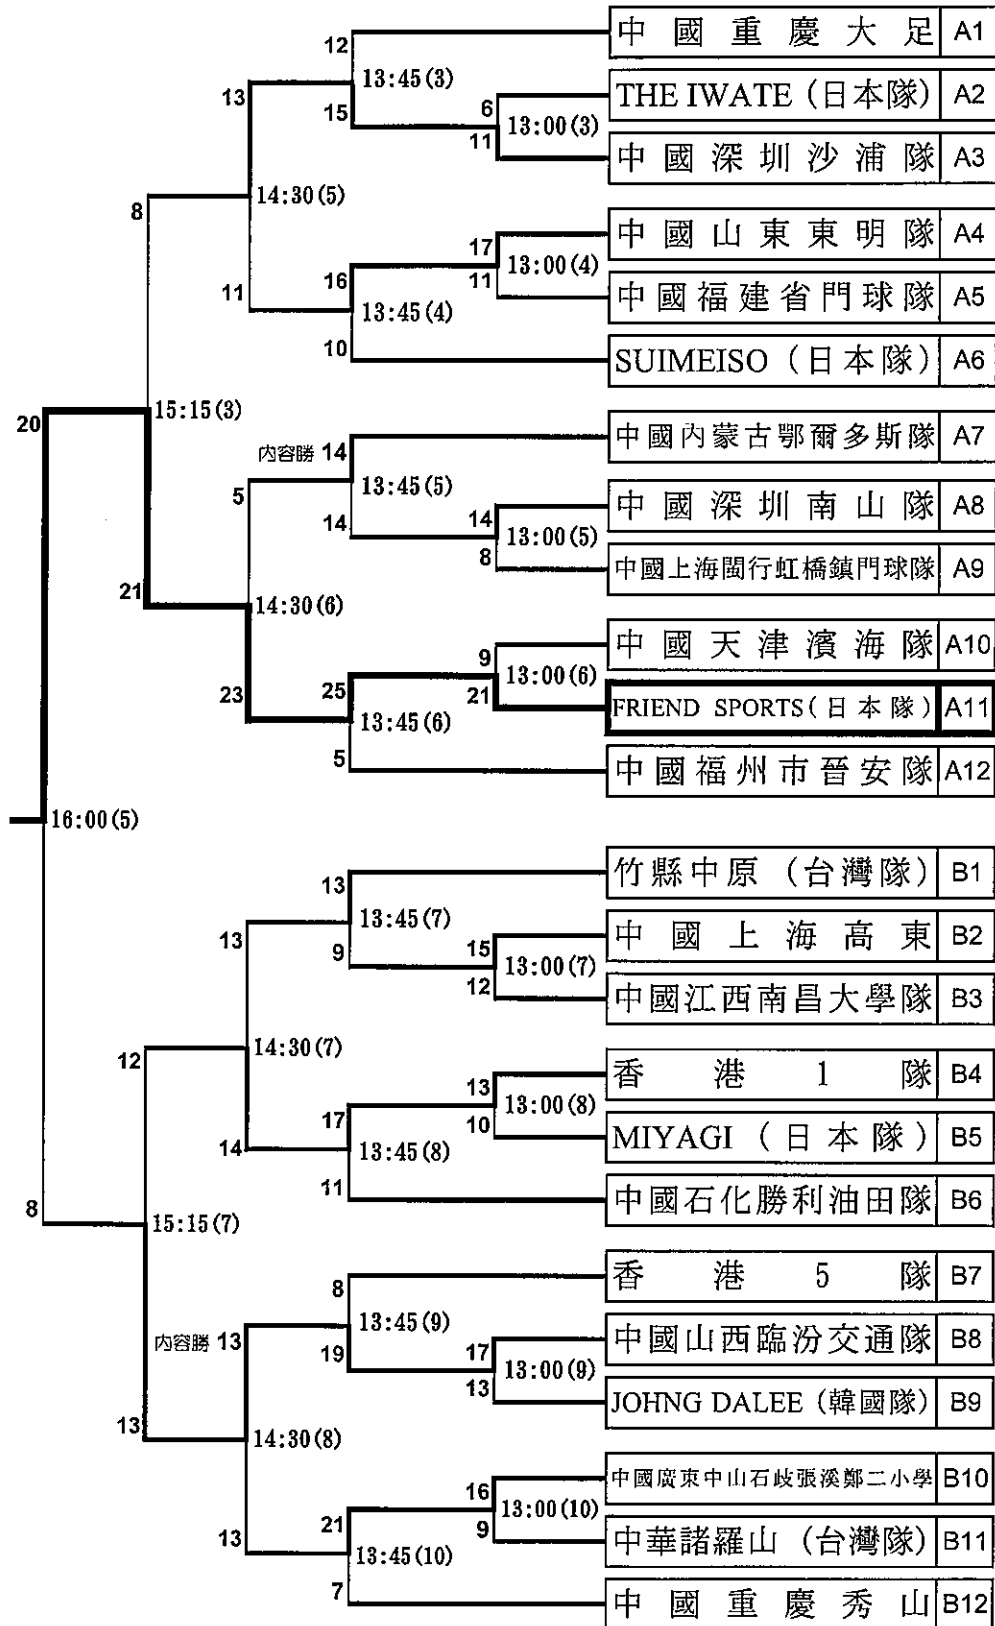 12
中國重慶大足 A1
13:45(3)
13
6
THE IWATE（日本隊） A2
15
13:00(3)
11
中國深圳沙浦隊 A3
8
14:30(5)
17
中國山東東明隊 A4
16
13:00(4)
11
11
中國福建省門球隊 A5
13:45(4)
10
SUIMEISO（日本隊） A6
20
15:15(3)
內容勝 14
中國內蒙古鄂爾多斯隊 A7
5
13:45(5)
14
14
中國深圳南山隊 A8
13:00(5)
8
中國上海閔行虹橋鎮門球隊 A9
21
14:30(6)
9
中國天津濱海隊 A10
13:00(6)
23
25
21
FRIEND SPORTS（日本隊） A11
13:45(6)
5
中國福州市晉安隊 A12
16:00(5)
13
竹縣中原（台灣隊） B1
13:45(7)
13
15
中國上海高東 B2
9
13:00(7)
12
中國江西南昌大學隊 B3
12
14:30(7)
13
香港1隊 B4
17
13:00(8)
10
MIYAGI（日本隊） B5
14
13:45(8)
11
中國石化勝利油田隊 B6
8
15:15(7)
8
香港5隊 B7
13:45(9)
內容勝 13
19
17
中國山西臨汾交通隊 B8
13:00(9)
13
JOHNG DALEE（韓國隊） B9
13
14:30(8)
16
中國廣東中山石歧張溪鄭二小學 B10
13:00(10)
21
9
中華諸羅山（台灣隊） B11
13
13:45(10)
7
中國重慶秀山 B12